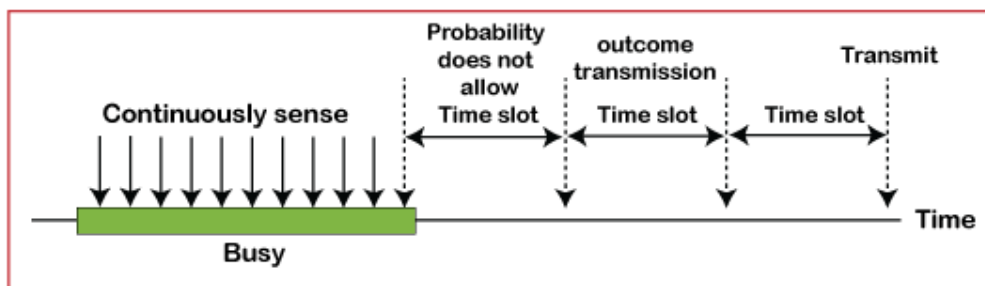 Probability
does not
allow
outcome
transmission
Transmit
Continuously sense
Time slot
Time slot
Time slot
Time
Busy